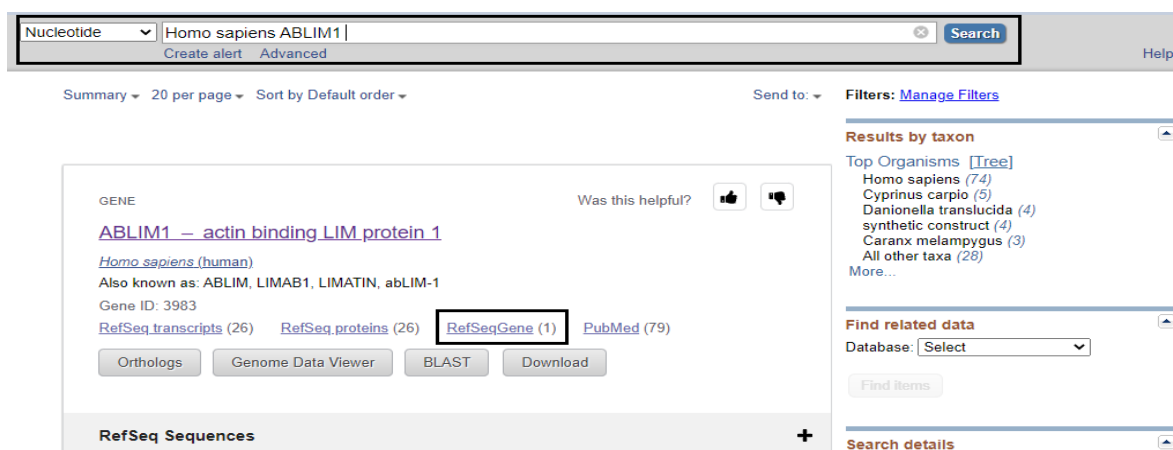 Nucleotide Homo sapiens ABLIM1 Search
Create alert Advanced
Help
Summary 20 per page Sort by Default order Send to:
GENE Was this helpful?
ABLIM1 – actin binding LIM protein 1
Homo sapiens (human)
Also known as: ABLIM, LIMAB1, LIMATIN, abLIM-1
Gene ID: 3983
RefSeq transcripts (26) RefSeq proteins (26) RefSeqGene (1) PubMed (79)
Orthologs Genome Data Viewer BLAST Download
RefSeq Sequences +
Filters: Manage Filters
Results by taxon
Top Organisms [Tree]
Homo sapiens (74)
Cyprinus carpio (5)
Danionella translucida (4)
synthetic construct (4)
Caranx melampygus (3)
All other taxa (28)
More...
Find related data
Database: Select
Find items
Search details